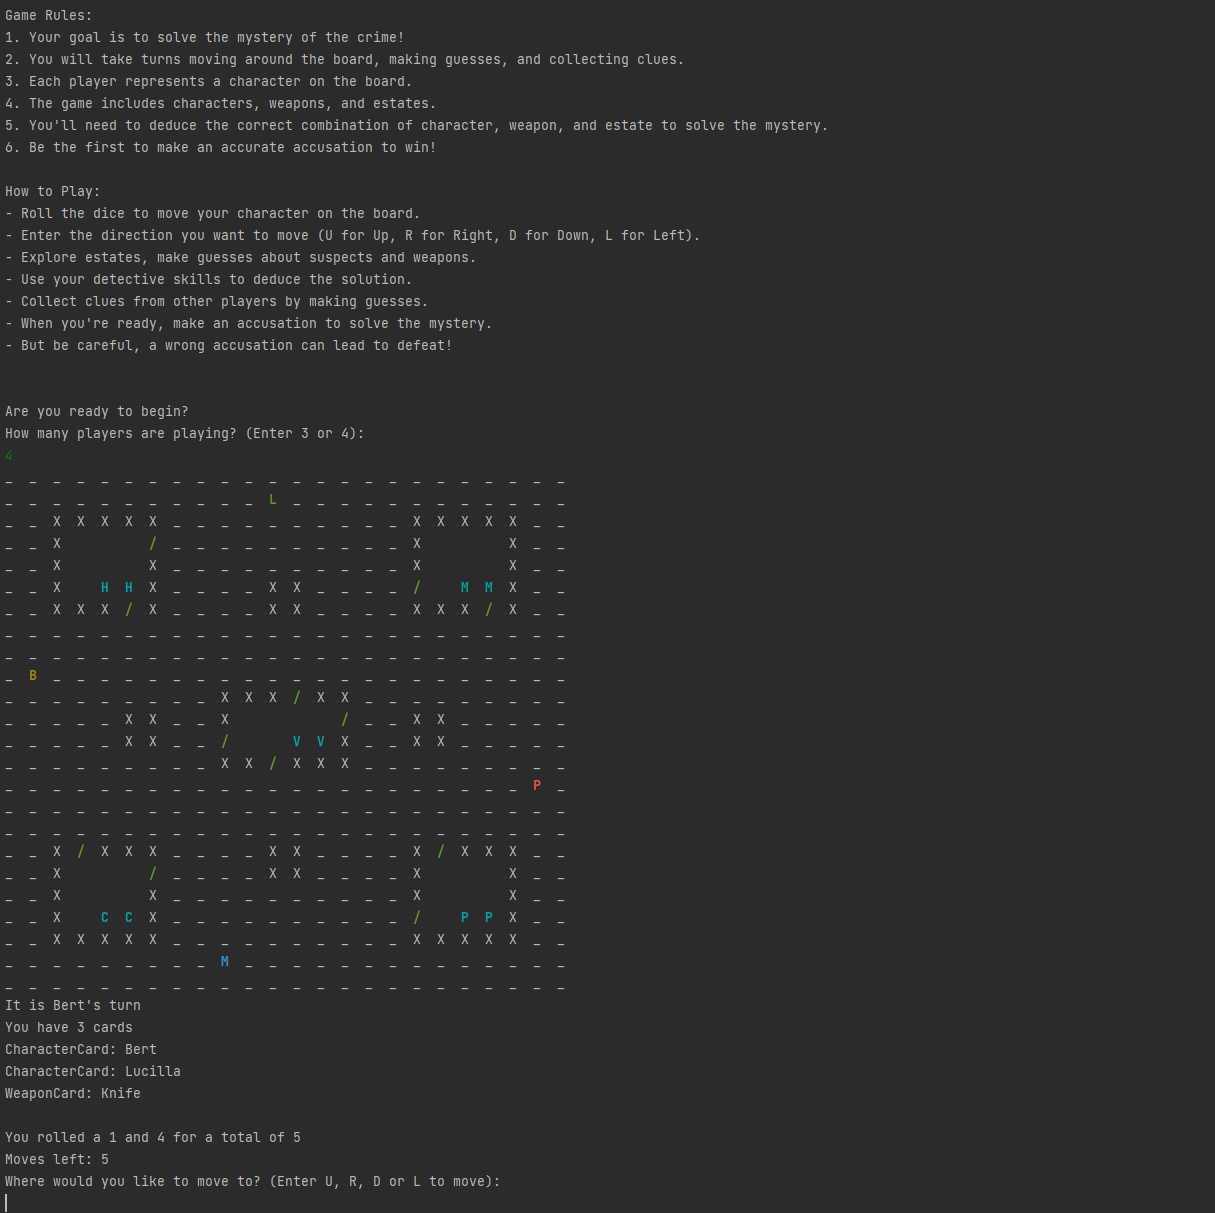 Game Rules:
1. Your goal is to solve the mystery of the crime!
2. You will take turns moving around the board, making guesses, and collecting clues.
3. Each player represents a character on the board.
4. The game includes characters, weapons, and estates.
5. You'll need to deduce the correct combination of character, weapon, and estate to solve the mystery.
6. Be the first to make an accurate accusation to win!
How to Play:
- Roll the dice to move your character on the board.
- Enter the direction you want to move (U for Up, R for Right, D for Down, L for Left).
- Explore estates, make guesses about suspects and weapons.
- Use your detective skills to deduce the solution.
- Collect clues from other players by making guesses.
- When you're ready, make an accusation to solve the mystery.
- But be careful, a wrong accusation can lead to defeat!
Are you ready to begin?
How many players are playing? (Enter 3 or 4):
4
_  _  _  _  _  _  _  _  _  _  _  _  _  _  _  _  _  _  _  _  _  _  _  _
_  _  _  _  _  _  _  _  _  _  _  L  _  _  _  _  _  _  _  _  _  _  _  _
_  _  X  X  X  X  X  _  _  _  _  _  _  _  _  _  _  X  X  X  X  X  _  _
_  _  X           /  _  _  _  _  _  _  _  _  _  _  X           X  _  _
_  _  X           X  _  _  _  _  _  _  _  _  _  _  X           X  _  _
_  _  X     H  H  X  _  _  _  _  X  X  _  _  _  _  /     M  M  X  _  _
_  _  X  X  X  /  X  _  _  _  _  X  X  _  _  _  _  X  X  X  /  X  _  _
_  _  _  _  _  _  _  _  _  _  _  _  _  _  _  _  _  _  _  _  _  _  _  _
_  _  _  _  _  _  _  _  _  _  _  _  _  _  _  _  _  _  _  _  _  _  _  _
_  B  _  _  _  _  _  _  _  _  _  _  _  _  _  _  _  _  _  _  _  _  _  _
_  _  _  _  _  _  _  _  _  X  X  X  /  X  X  _  _  _  _  _  _  _  _  _
_  _  _  _  _  X  X  _  _  X              /  _  _  X  X  _  _  _  _  _
_  _  _  _  _  X  X  _  _  /        V  V  X  _  _  X  X  _  _  _  _  _
_  _  _  _  _  _  _  _  _  X  X  /  X  X  X  _  _  _  _  _  _  _  _  _
_  _  _  _  _  _  _  _  _  _  _  _  _  _  _  _  _  _  _  _  _  _  P  _
_  _  _  _  _  _  _  _  _  _  _  _  _  _  _  _  _  _  _  _  _  _  _  _
_  _  _  _  _  _  _  _  _  _  _  _  _  _  _  _  _  _  _  _  _  _  _  _
_  _  X  /  X  X  X  _  _  _  _  X  X  _  _  _  _  X  /  X  X  X  _  _
_  _  X           /  _  _  _  _  X  X  _  _  _  _  X           X  _  _
_  _  X           X  _  _  _  _  _  _  _  _  _  _  X           X  _  _
_  _  X     C  C  X  _  _  _  _  _  _  _  _  _  _  /     P  P  X  _  _
_  _  X  X  X  X  X  _  _  _  _  _  _  _  _  _  _  X  X  X  X  X  _  _
_  _  _  _  _  _  _  _  _  M  _  _  _  _  _  _  _  _  _  _  _  _  _  _
_  _  _  _  _  _  _  _  _  _  _  _  _  _  _  _  _  _  _  _  _  _  _  _
It is Bert's turn
You have 3 cards
CharacterCard: Bert
CharacterCard: Lucilla
WeaponCard: Knife
You rolled a 1 and 4 for a total of 5
Moves left: 5
Where would you like to move to? (Enter U, R, D or L to move):